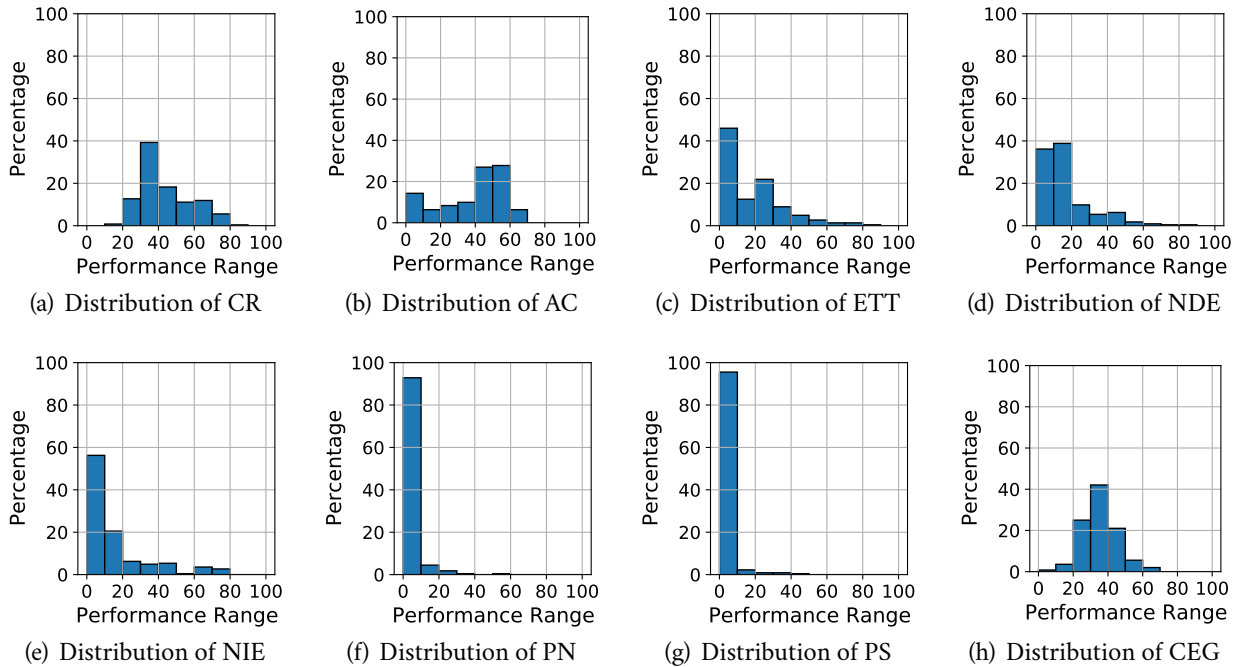 100
80
60
40
20
0
Percentage
0 20 40 60 80 100
Performance Range
(a) Distribution of CR
100
80
60
40
20
0
Percentage
0 20 40 60 80 100
Performance Range
(b) Distribution of AC
100
80
60
40
20
0
Percentage
0 20 40 60 80 100
Performance Range
(c) Distribution of ETT
100
80
60
40
20
0
Percentage
0 20 40 60 80 100
Performance Range
(d) Distribution of NDE
100
80
60
40
20
0
Percentage
0 20 40 60 80 100
Performance Range
(e) Distribution of NIE
100
80
60
40
20
0
Percentage
0 20 40 60 80 100
Performance Range
(f) Distribution of PN
100
80
60
40
20
0
Percentage
0 20 40 60 80 100
Performance Range
(g) Distribution of PS
100
80
60
40
20
0
Percentage
0 20 40 60 80 100
Performance Range
(h) Distribution of CEG